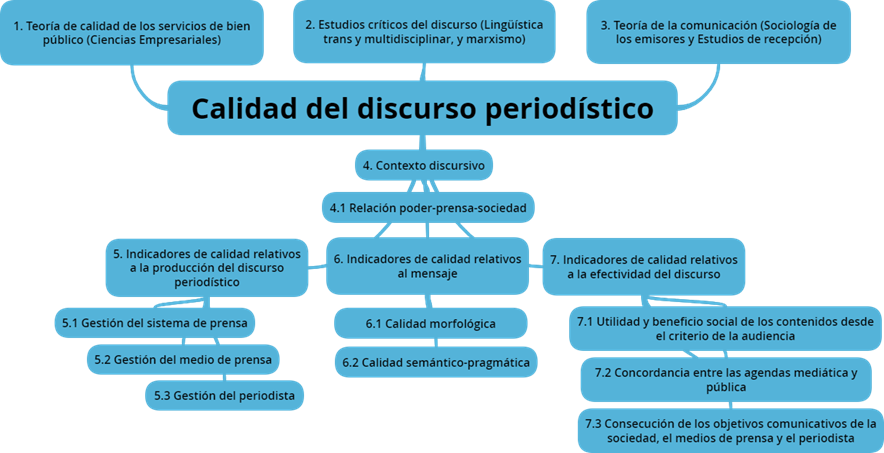 1. Teoría de calidad de los servicios de bien
público (Ciencias Empresariales)
2. Estudios críticos del discurso (Lingüística
trans y multidisciplinar, y marxismo)
3. Teoría de la comunicación (Sociología de
los emisores y Estudios de recepción)
Calidad del discurso periodístico
4. Contexto discursivo
4.1 Relación poder-prensa-sociedad
5. Indicadores de calidad relativos
a la producción del discurso
periodístico
5.1 Gestión del sistema de prensa
5.2 Gestión del medio de prensa
5.3 Gestión del periodista
6. Indicadores de calidad relativos
al mensaje
6.1 Calidad morfológica
6.2 Calidad semántico-pragmática
7. Indicadores de calidad relativos
a la efectividad del discurso
7.1 Utilidad y beneficio social de los contenidos desde
el criterio de la audiencia
7.2 Concordancia entre las agendas mediática y
pública
7.3 Consecución de los objetivos comunicativos de la
sociedad, el medios de prensa y el periodista